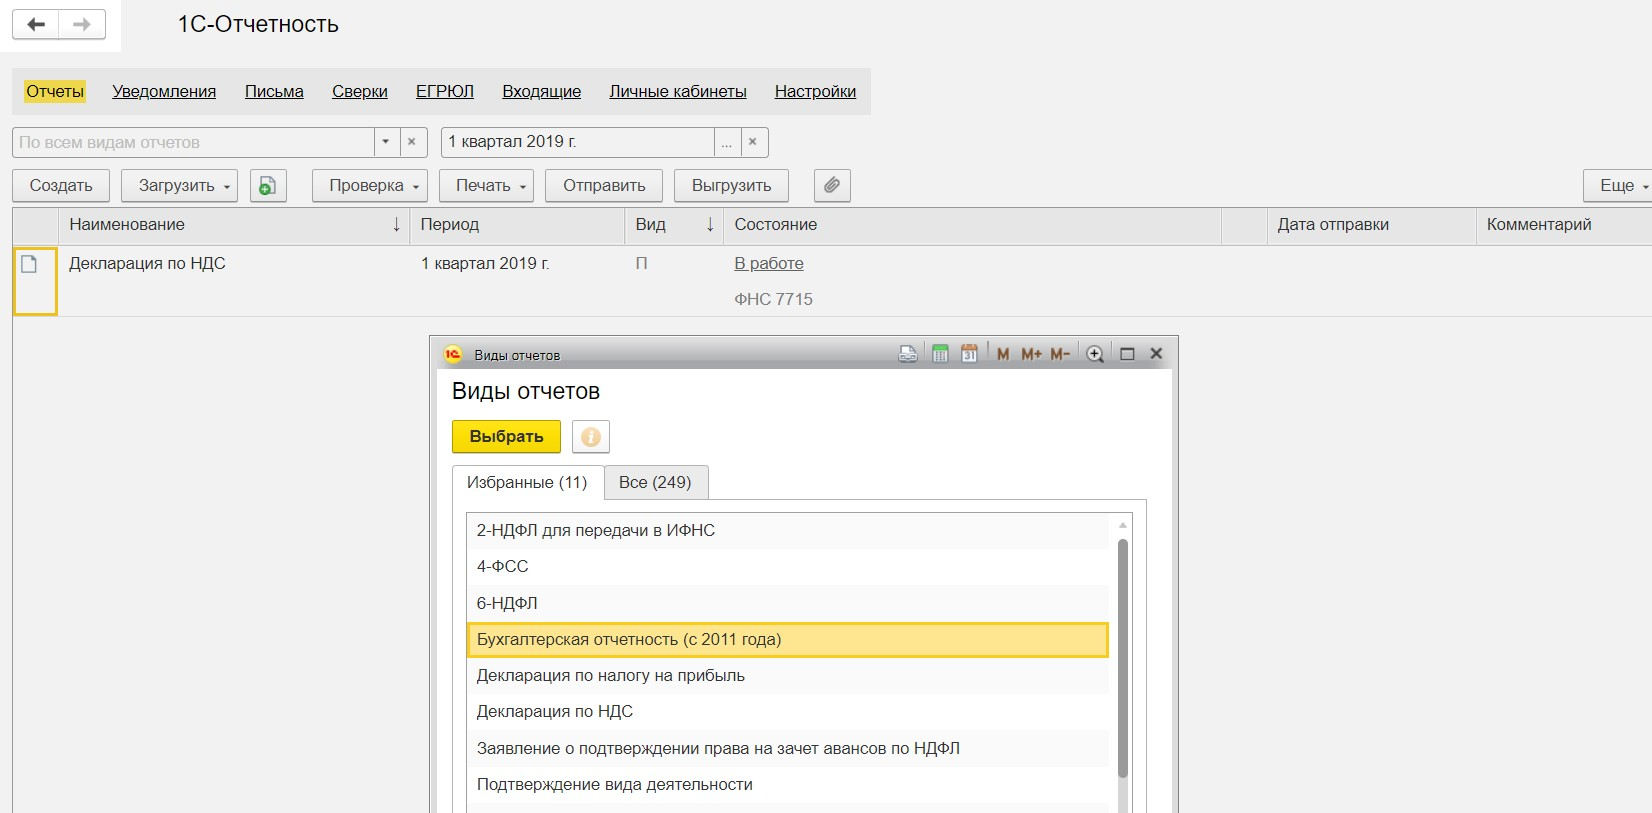 1С-Отчетность
Отчеты Уведомления Письма Сверки ЕГРЮЛ Входящие Личные кабинеты Настройки
По всем видам отчетов 1 квартал 2019 г. ...
Создать Загрузить Проверка Печать Отправить Выгрузить Еще
Наименование Период Вид Состояние Дата отправки Комментарий
Декларация по НДС 1 квартал 2019 г. П В работе
ФНС 7715
1С Виды отчетов 31 M M+ M-
Виды отчетов
Выбрать i
Избранные (11) Все (249)
2-НДФЛ для передачи в ИФНС
4-ФСС
6-НДФЛ
Бухгалтерская отчетность (с 2011 года)
Декларация по налогу на прибыль
Декларация по НДС
Заявление о подтверждении права на зачет авансов по НДФЛ
Подтверждение вида деятельности